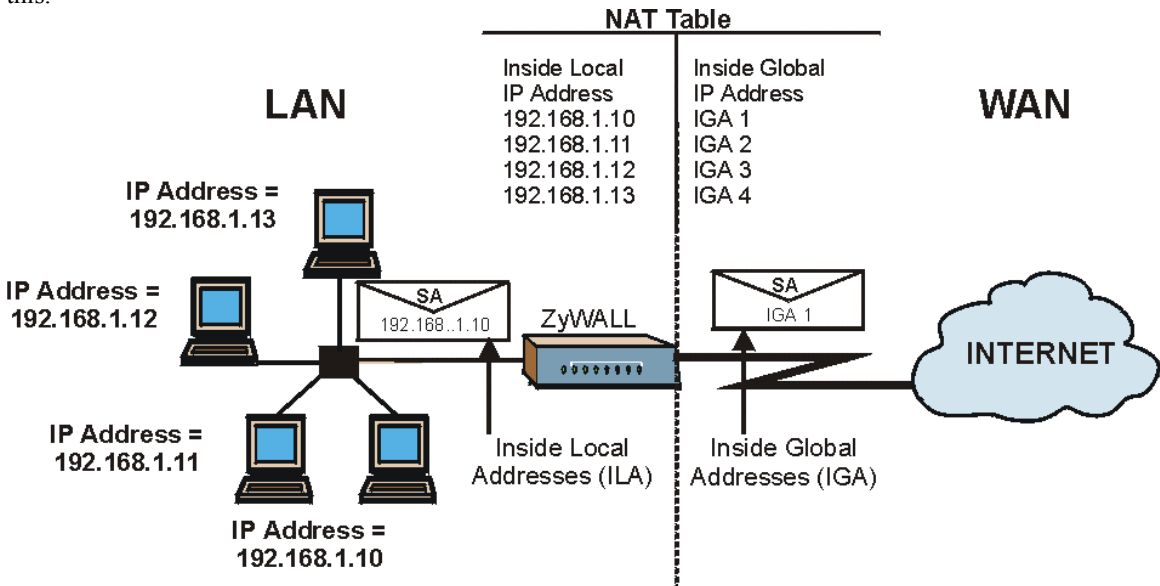 this.
NAT Table
LAN
WAN
Inside Local
IP Address
192.168.1.10
192.168.1.11
192.168.1.12
192.168.1.13
Inside Global
IP Address
IGA 1
IGA 2
IGA 3
IGA 4
IP Address =
192.168.1.13
IP Address =
192.168.1.12
SA
192.168..1.10
ZyWALL
SA
IGA 1
INTERNET
IP Address =
192.168.1.11
Inside Local
Addresses (ILA)
Inside Global
Addresses (IGA)
IP Address =
192.168.1.10